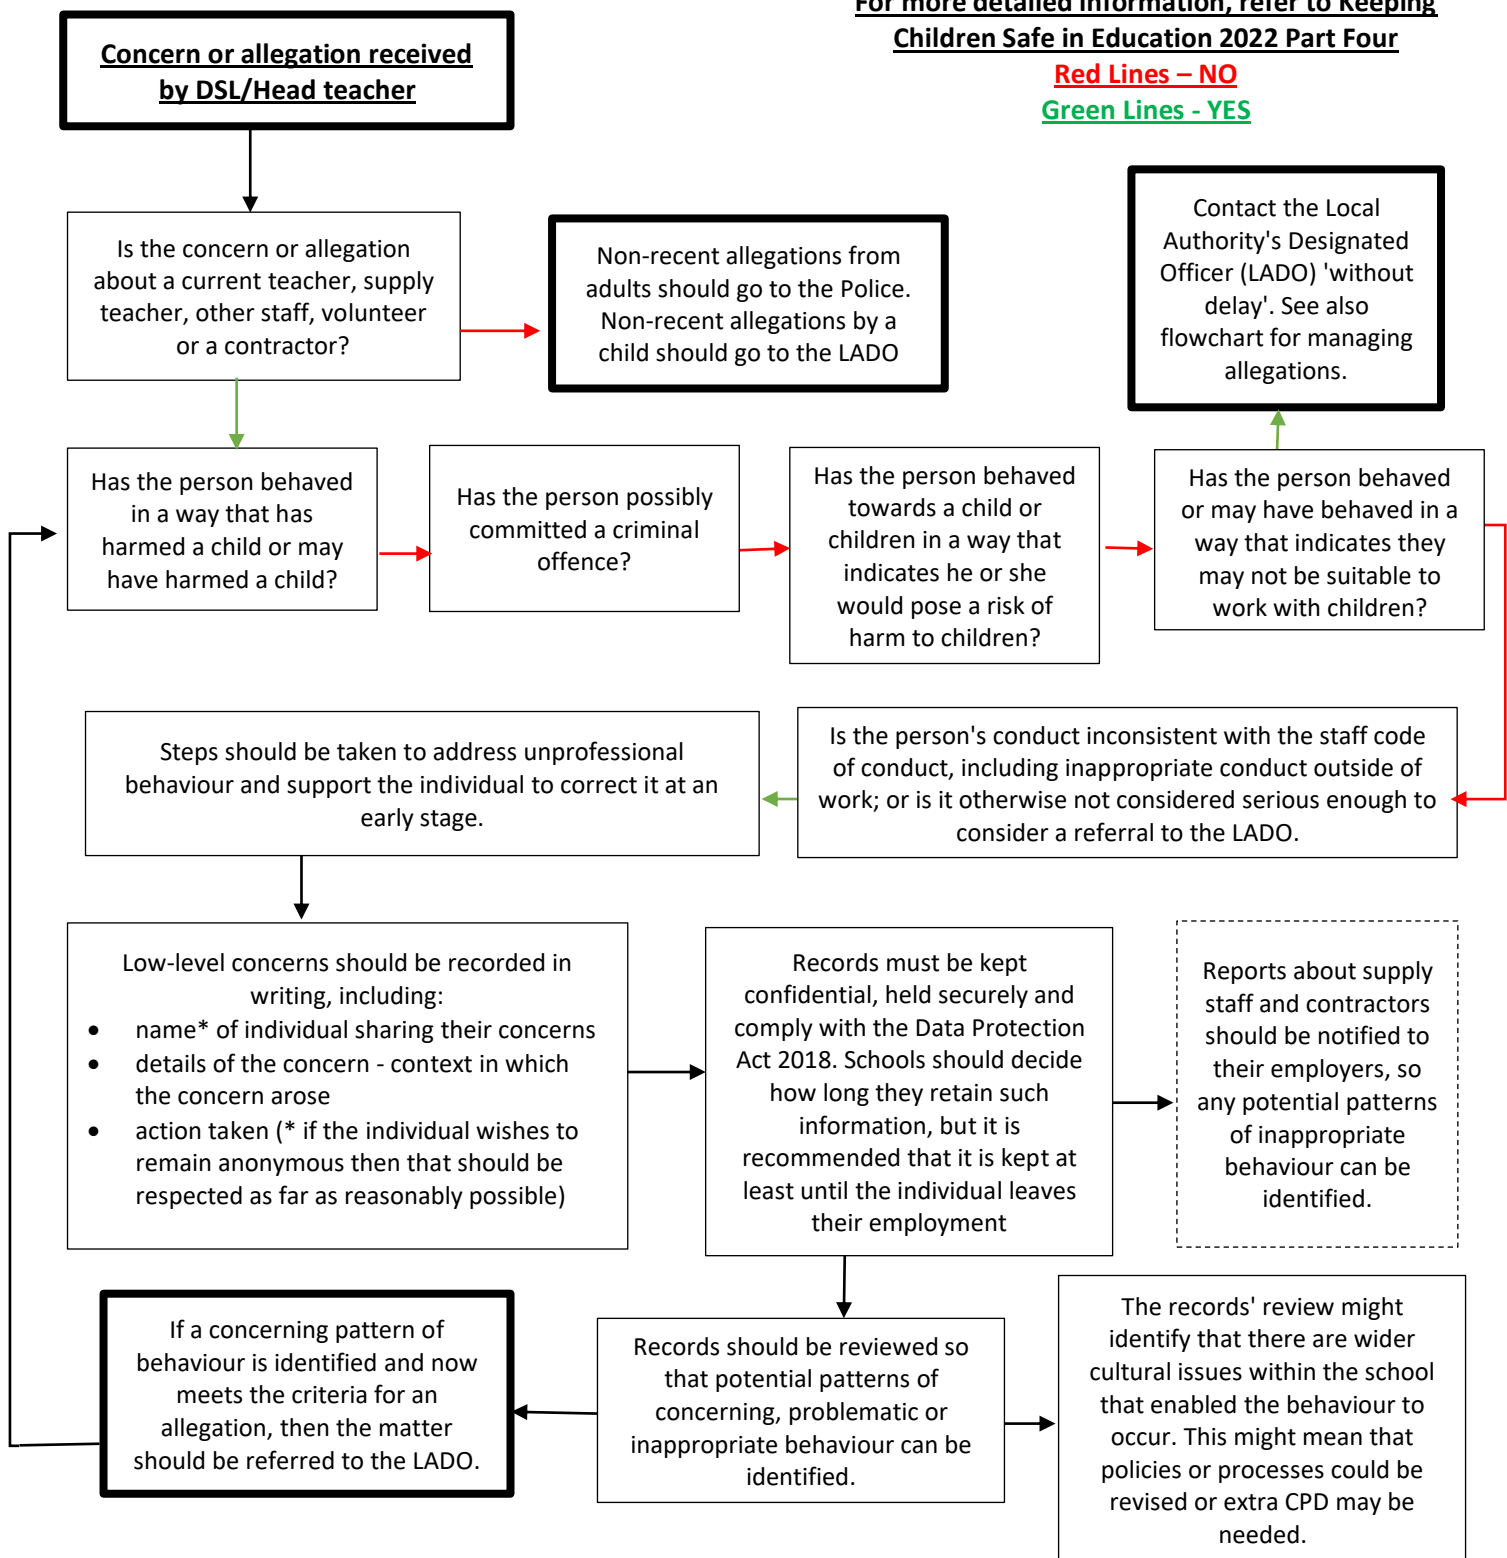 For more detailed information, refer to Keeping
Children Safe in Education 2022 Part Four
Red Lines – NO
Green Lines - YES
Concern or allegation received
by DSL/Head teacher
Is the concern or allegation
about a current teacher, supply
teacher, other staff, volunteer
or a contractor?
Non-recent allegations from
adults should go to the Police.
Non-recent allegations by a
child should go to the LADO
Contact the Local
Authority's Designated
Officer (LADO) 'without
delay'. See also
flowchart for managing
allegations.
Has the person behaved
in a way that has
harmed a child or may
have harmed a child?
Has the person possibly
committed a criminal
offence?
Has the person behaved
towards a child or
children in a way that
indicates he or she
would pose a risk of
harm to children?
Has the person behaved
or may have behaved in a
way that indicates they
may not be suitable to
work with children?
Steps should be taken to address unprofessional
behaviour and support the individual to correct it at an
early stage.
Is the person's conduct inconsistent with the staff code
of conduct, including inappropriate conduct outside of
work; or is it otherwise not considered serious enough to
consider a referral to the LADO.
Low-level concerns should be recorded in
writing, including:
• name* of individual sharing their concerns
• details of the concern - context in which
the concern arose
• action taken (* if the individual wishes to
remain anonymous then that should be
respected as far as reasonably possible)
Records must be kept
confidential, held securely and
comply with the Data Protection
Act 2018. Schools should decide
how long they retain such
information, but it is
recommended that it is kept at
least until the individual leaves
their employment
Reports about supply
staff and contractors
should be notified to
their employers, so
any potential patterns
of inappropriate
behaviour can be
identified.
If a concerning pattern of
behaviour is identified and now
meets the criteria for an
allegation, then the matter
should be referred to the LADO.
Records should be reviewed so
that potential patterns of
concerning, problematic or
inappropriate behaviour can be
identified.
The records' review might
identify that there are wider
cultural issues within the school
that enabled the behaviour to
occur. This might mean that
policies or processes could be
revised or extra CPD may be
needed.